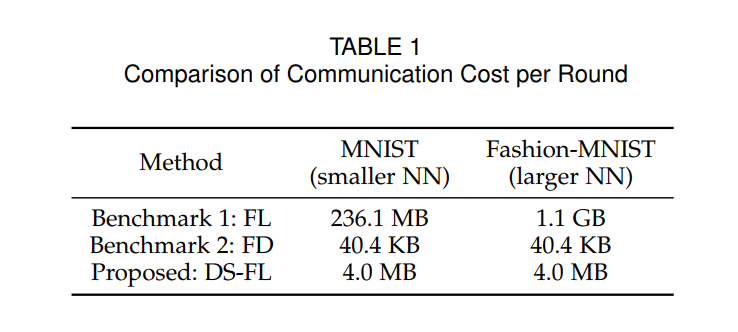 TABLE 1
Comparison of Communication Cost per Round
Method MNIST (smaller NN) Fashion-MNIST (larger NN)
Benchmark 1: FL 236.1 MB 1.1 GB
Benchmark 2: FD 40.4 KB 40.4 KB
Proposed: DS-FL 4.0 MB 4.0 MB